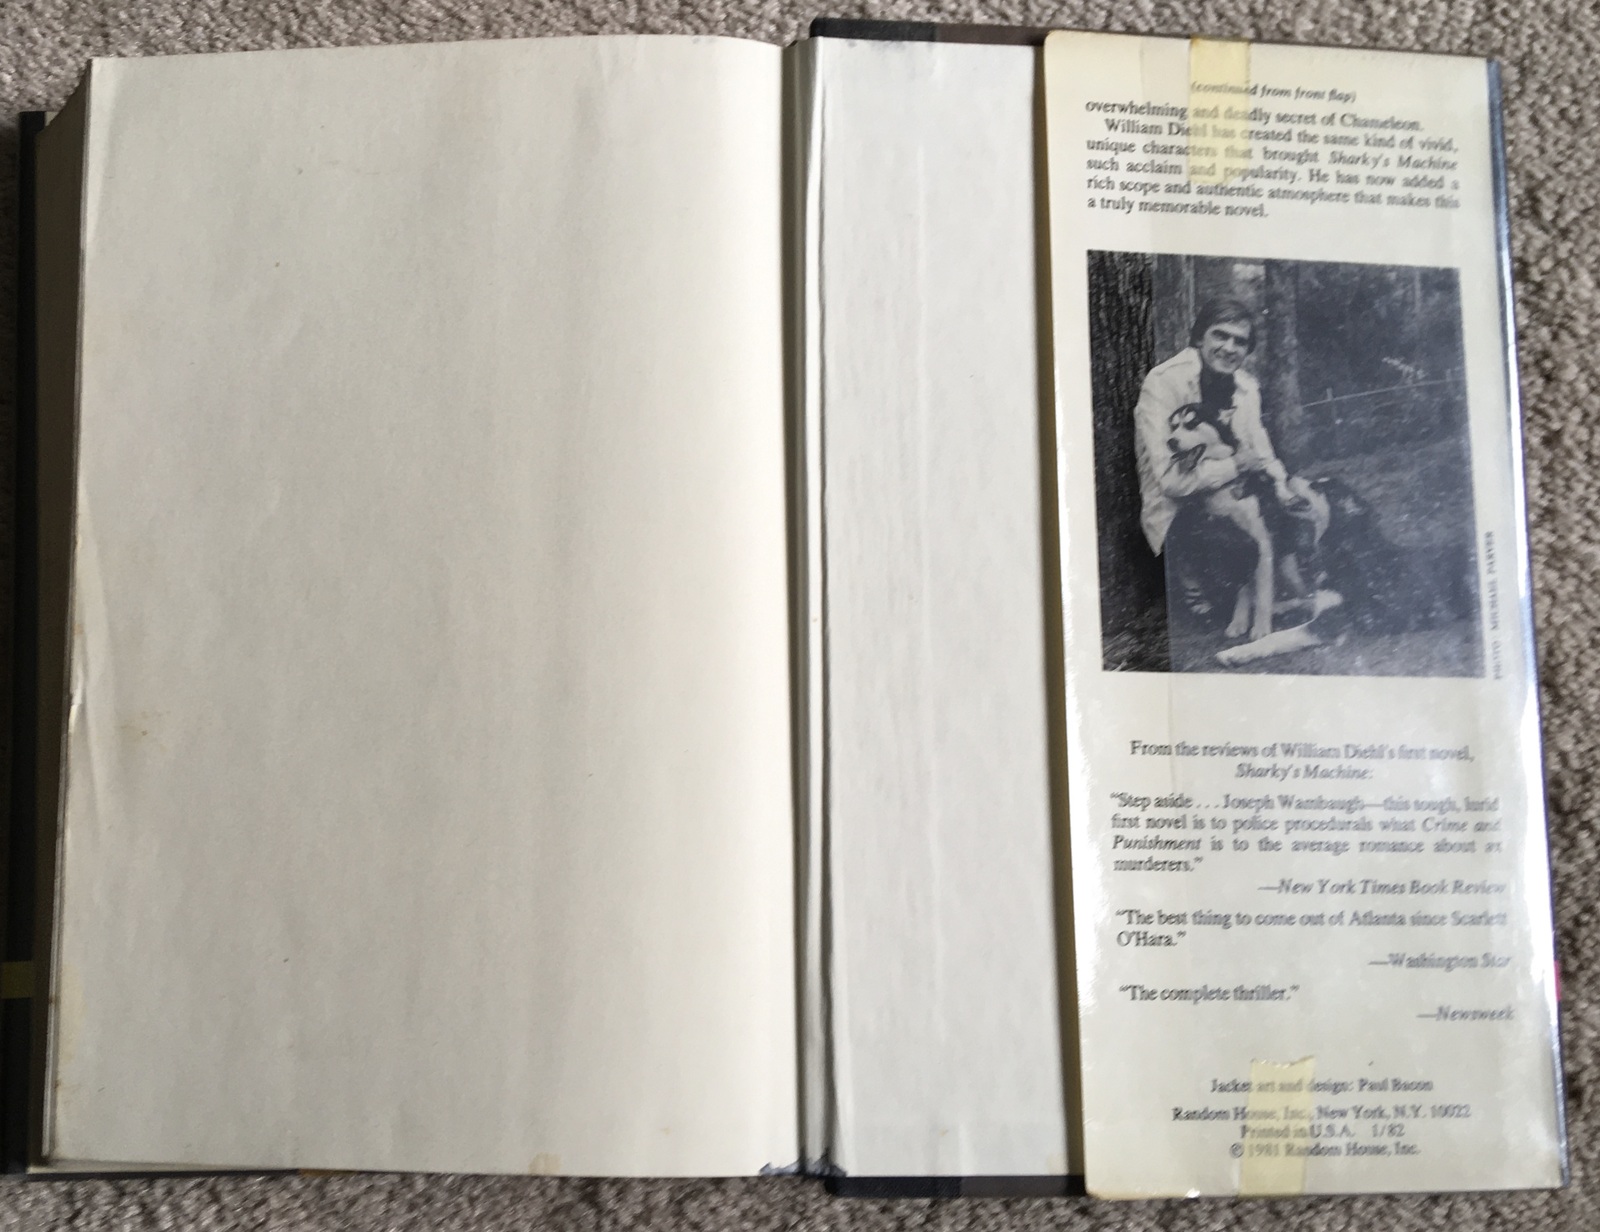 (continued from front flap)
overwhelming and deadly secret of Chameleon.
William Diehl has created the same kind of vivid,
unique characters that brought Sharky's Machine
such acclaim and popularity. He has now added a
rich scope and authentic atmosphere that makes this
a truly memorable novel.
PHOTO: MICHAEL PARVER
From the reviews of William Diehl's first novel,
Sharky's Machine:
"Step aside . . . Joseph Wambaugh—this tough, lurid
first novel is to police procedurals what Crime and
Punishment is to the average romance about ax
murderers."
—New York Times Book Review
"The best thing to come out of Atlanta since Scarlett
O'Hara."
—Washington Star
"The complete thriller."
—Newsweek
Jacket art and design: Paul Bacon
Random House, Inc., New York, N.Y. 10022
Printed in U.S.A. 1/82
© 1981 Random House, Inc.